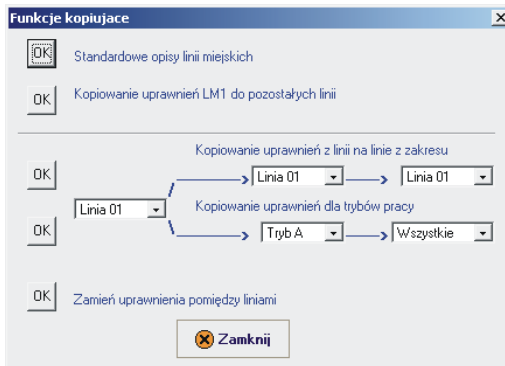 Funkcje kopiujace
OK Standardowe opisy linii miejskich
OK Kopiowanie uprawnień LM1 do pozostałych linii
Kopiowanie uprawnień z linii na linie z zakresu
OK Linia 01 Linia 01
Linia 01 Kopiowanie uprawnień dla trybów pracy
OK Tryb A Wszystkie
OK Zamień uprawnienia pomiędzy liniami
Zamknij